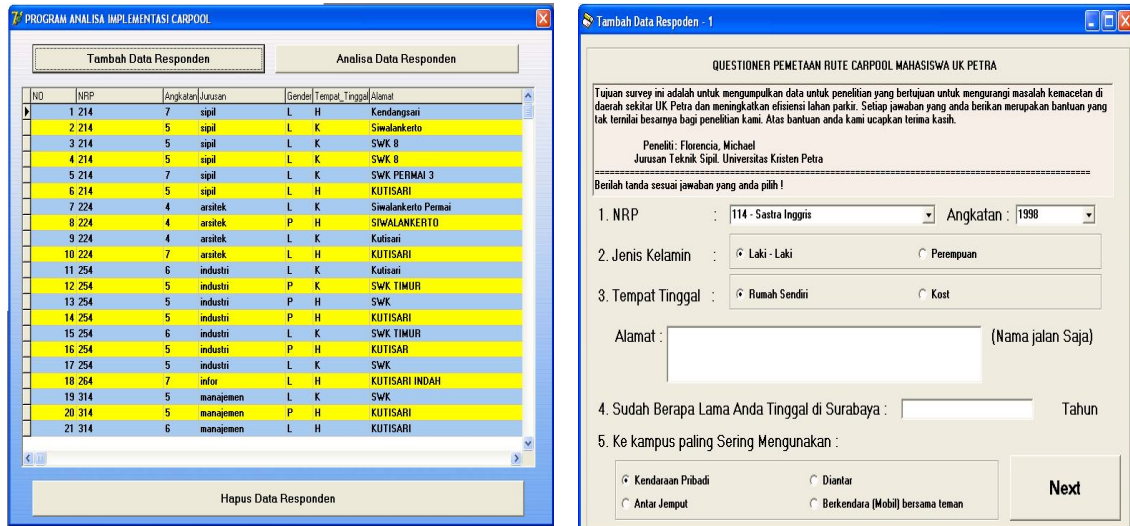 PROGRAM ANALISA IMPLEMENTASI CARPOOL
Tambah Data Responden Analisa Data Responden
NO NRP Angkatan Jurusan Gender Tempat_Tinggal Alamat
1 214 7 sipil L H Kendangsari
2 214 5 sipil L K Siwalankerto
3 214 5 sipil L K SWK 8
4 214 5 sipil L K SWK 8
5 214 7 sipil L K SWK PERMAI 3
6 214 5 sipil L H KUTISARI
7 224 4 arsitek L K Siwalankerto Permai
8 224 4 arsitek P H SIWALANKERTO
9 224 4 arsitek L K Kutisari
10 224 7 arsitek L H KUTISARI
11 254 6 industri L K Kutisari
12 254 5 industri P K SWK TIMUR
13 254 5 industri P H SWK
14 254 5 industri P H KUTISARI
15 254 6 industri L K SWK TIMUR
16 254 5 industri P H KUTISAR
17 254 5 industri L K SWK
18 264 7 infor L H KUTISARI INDAH
19 314 5 manajemen L K SWK
20 314 5 manajemen P H KUTISARI
21 314 6 manajemen L H KUTISARI
Hapus Data Responden
Tambah Data Respoden - 1
QUESTIONER PEMETAAN RUTE CARPOOL MAHASISWA UK PETRA
Tujuan survey ini adalah untuk mengumpulkan data untuk penelitian yang bertujuan untuk mengurangi masalah kemacetan di
daerah sekitar UK Petra dan meningkatkan efisiensi lahan parkir. Setiap jawaban yang anda berikan merupakan bantuan yang
tak ternilai besarnya bagi penelitian kami. Atas bantuan anda kami ucapkan terima kasih.
Peneliti: Florencia, Michael
Jurusan Teknik Sipil. Universitas Kristen Petra
Berilah tanda sesuai jawaban yang anda pilih !
1. NRP : 114 - Sastra Inggris Angkatan : 1998
2. Jenis Kelamin : Laki - Laki Perempuan
3. Tempat Tinggal : Rumah Sendiri Kost
Alamat : (Nama jalan Saja)
4. Sudah Berapa Lama Anda Tinggal di Surabaya : Tahun
5. Ke kampus paling Sering Mengunakan :
Kendaraan Pribadi Diantar
Antar Jemput Berkendara (Mobil) bersama teman
Next